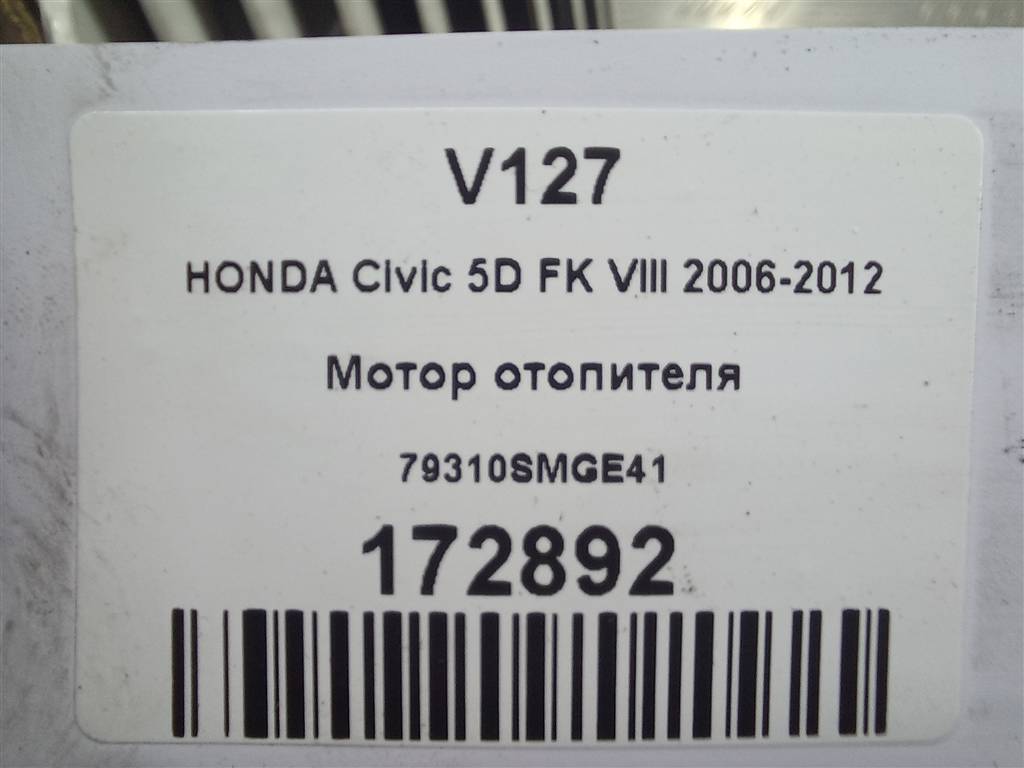 V127
HONDA Civic 5D FK VIII 2006-2012
Мотор отопителя
79310SMGE41
172892